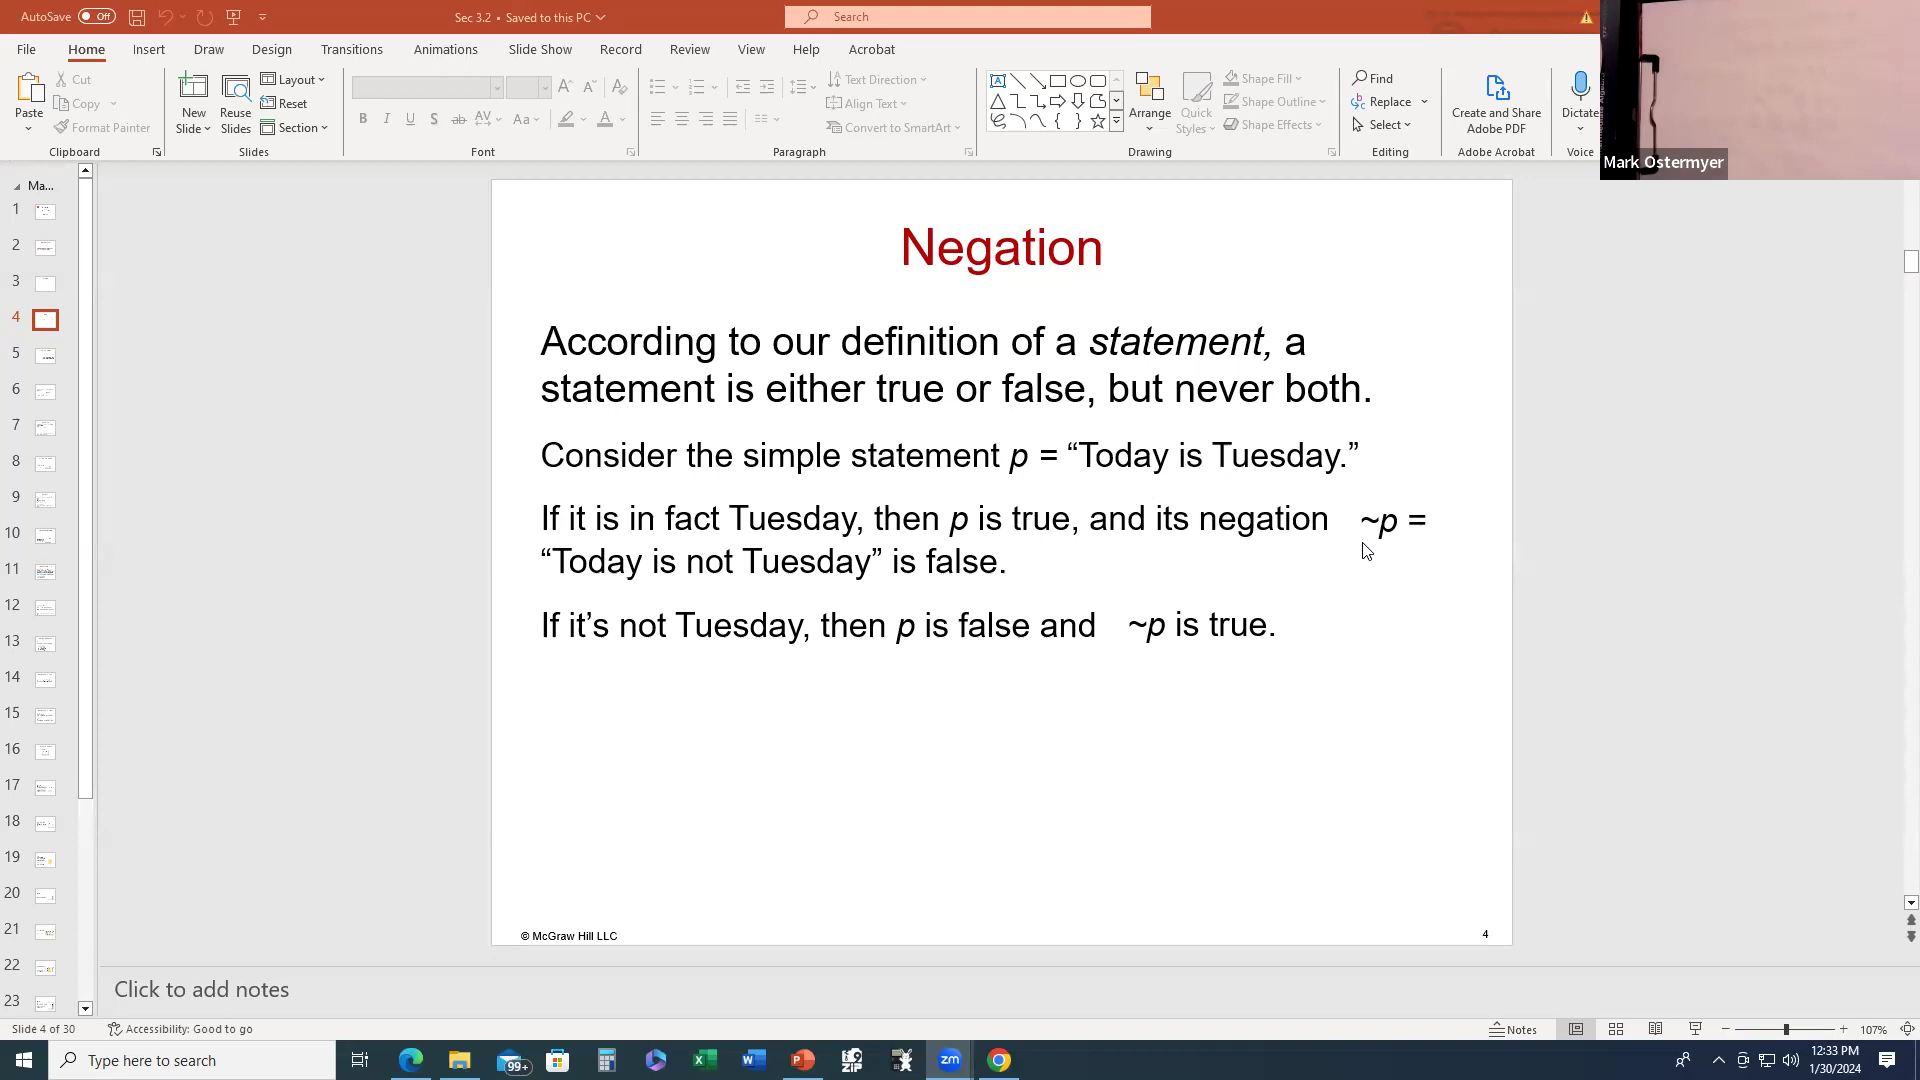 AutoSave Off Sec 3.2 • Saved to this PC Search
File Home Insert Draw Design Transitions Animations Slide Show Record Review View Help Acrobat
Paste Cut Copy Format Painter Clipboard
New Slide Reuse Slides Layout Reset Section Slides
B I U S ab AV Aa A Font
Text Direction Align Text Convert to SmartArt Paragraph
Arrange Quick Styles Shape Fill Shape Outline Shape Effects Drawing
Find Replace Select Editing
Create and Share Adobe PDF Adobe Acrobat
Dictate Voice
Mark Ostermyer
Ma...
1
2
3
4
5
6
7
8
9
10
11
12
13
14
15
16
17
18
19
20
21
22
23
Negation
According to our definition of a statement, a
statement is either true or false, but never both.
Consider the simple statement p = “Today is Tuesday.”
If it is in fact Tuesday, then p is true, and its negation ~p =
“Today is not Tuesday” is false.
If it’s not Tuesday, then p is false and ~p is true.
© McGraw Hill LLC 4
Click to add notes
Slide 4 of 30 Accessibility: Good to go Notes 107%
Type here to search 99+ zm 12:33 PM
1/30/2024